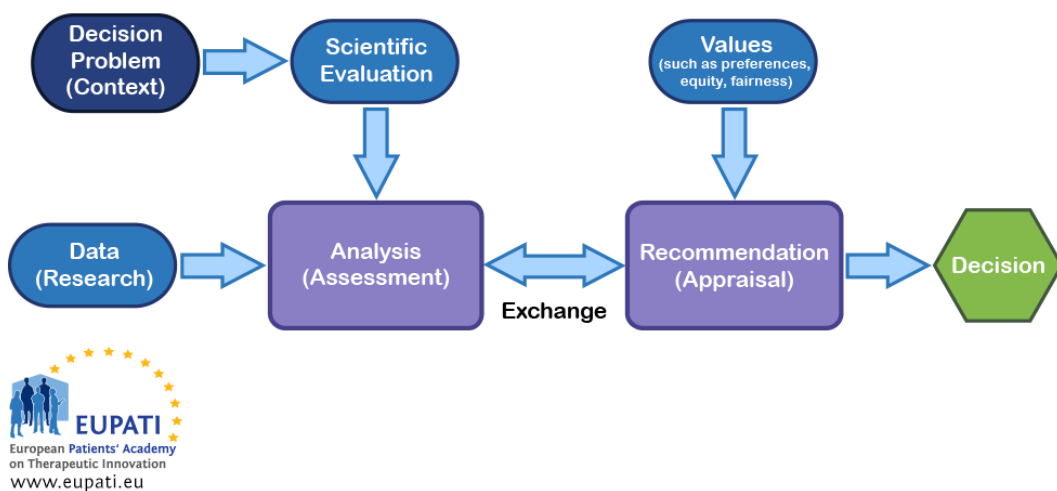 Decision
Problem
(Context)
Scientific
Evaluation
Values
(such as preferences,
equity, fairness)
Data
(Research)
Analysis
(Assessment)
Exchange
Recommendation
(Appraisal)
Decision
EUPATI
European Patients' Academy
on Therapeutic Innovation
www.eupati.eu